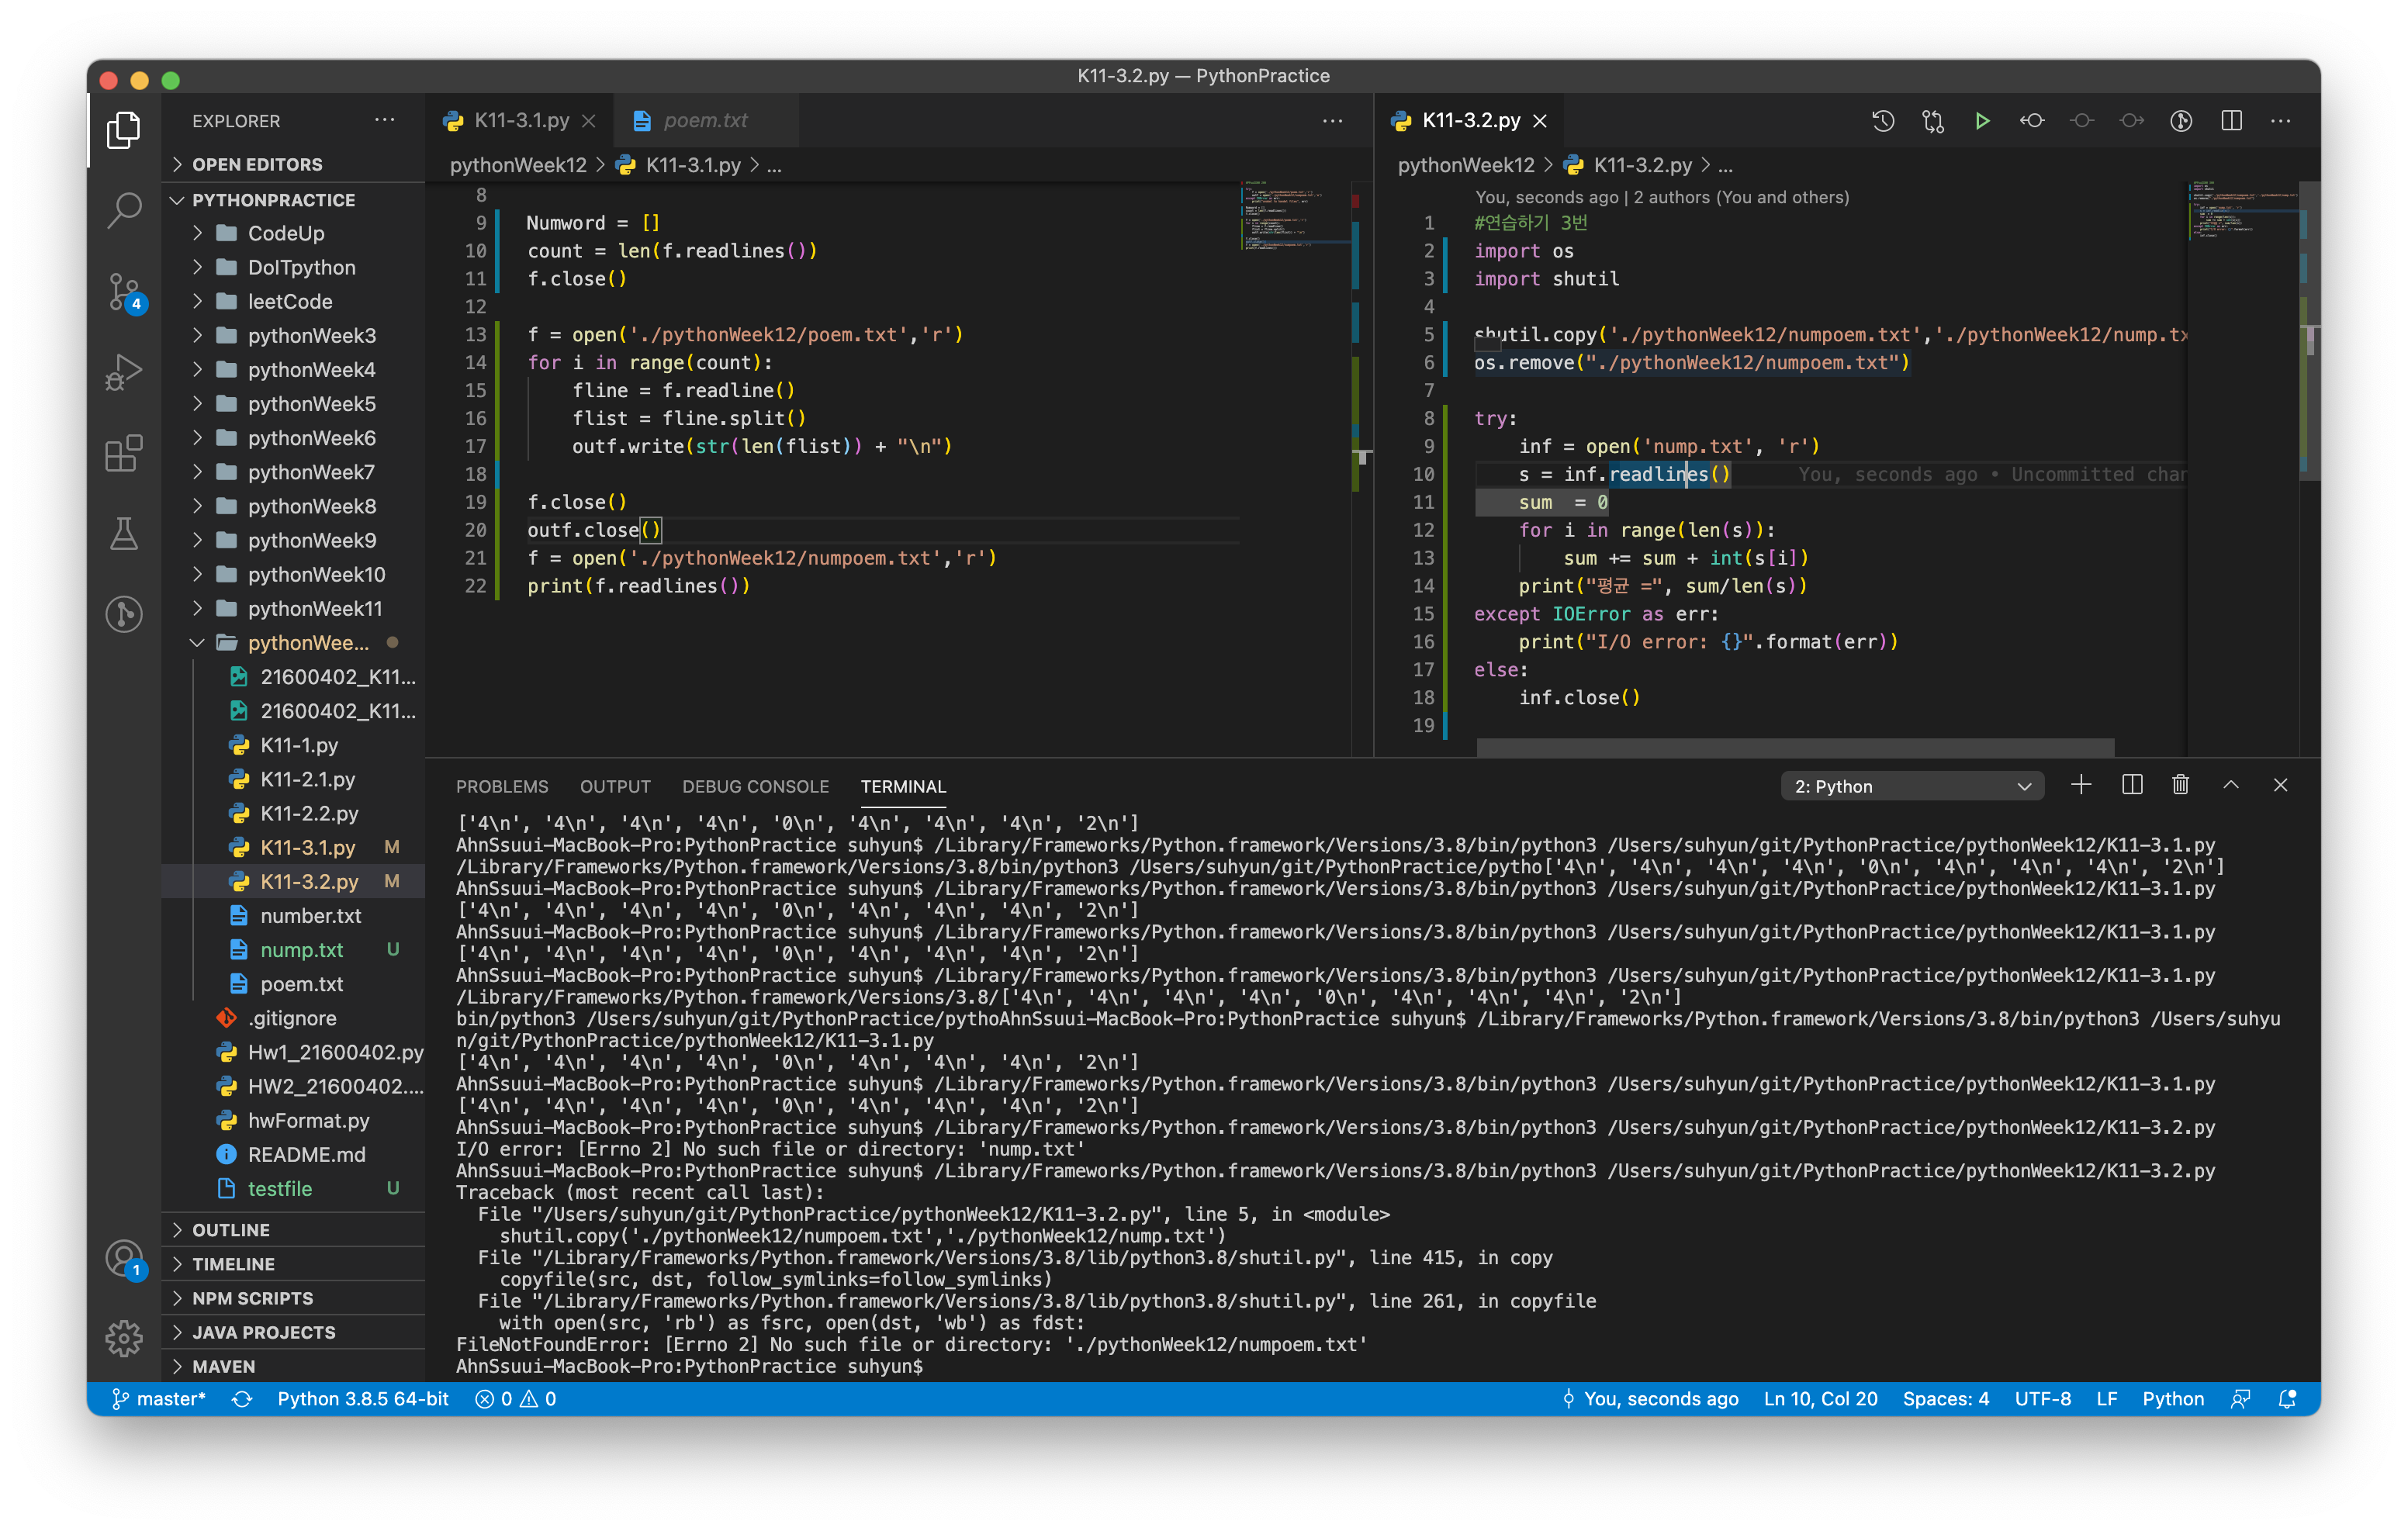 K11-3.2.py — PythonPractice
EXPLORER
OPEN EDITORS
PYTHONPRACTICE
CodeUp
DoITpython
leetCode
pythonWeek3
pythonWeek4
pythonWeek5
pythonWeek6
pythonWeek7
pythonWeek8
pythonWeek9
pythonWeek10
pythonWeek11
pythonWee...
21600402_K11...
21600402_K11...
K11-1.py
K11-2.1.py
K11-2.2.py
K11-3.1.py M
K11-3.2.py M
number.txt
nump.txt U
poem.txt
.gitignore
Hw1_21600402.py
HW2_21600402....
hwFormat.py
README.md
testfile U
OUTLINE
TIMELINE
NPM SCRIPTS
JAVA PROJECTS
MAVEN
4
1
K11-3.1.py
poem.txt
pythonWeek12 > K11-3.1.py > ...
8
9 Numword = []
10 count = len(f.readlines())
11 f.close()
12
13 f = open('./pythonWeek12/poem.txt','r')
14 for i in range(count):
15 fline = f.readline()
16 flist = fline.split()
17 outf.write(str(len(flist)) + "\n")
18
19 f.close()
20 outf.close()
21 f = open('./pythonWeek12/numpoem.txt','r')
22 print(f.readlines())
K11-3.2.py
pythonWeek12 > K11-3.2.py > ...
You, seconds ago | 2 authors (You and others)
1 #연습하기 3번
2 import os
3 import shutil
4
5 shutil.copy('./pythonWeek12/numpoem.txt','./pythonWeek12/nump.tx
6 os.remove("./pythonWeek12/numpoem.txt")
7
8 try:
9 inf = open('nump.txt', 'r')
10 s = inf.readlines() You, seconds ago • Uncommitted chan
11 sum  = 0
12 for i in range(len(s)):
13 sum += sum + int(s[i])
14 print("평균 =", sum/len(s))
15 except IOError as err:
16 print("I/O error: {}".format(err))
17 else:
18 inf.close()
19
PROBLEMS OUTPUT DEBUG CONSOLE TERMINAL
2: Python
['4\n', '4\n', '4\n', '4\n', '0\n', '4\n', '4\n', '4\n', '2\n']
AhnSsuui-MacBook-Pro:PythonPractice suhyun$ /Library/Frameworks/Python.framework/Versions/3.8/bin/python3 /Users/suhyun/git/PythonPractice/pythonWeek12/K11-3.1.py
/Library/Frameworks/Python.framework/Versions/3.8/bin/python3 /Users/suhyun/git/PythonPractice/pytho['4\n', '4\n', '4\n', '4\n', '0\n', '4\n', '4\n', '4\n', '2\n']
AhnSsuui-MacBook-Pro:PythonPractice suhyun$ /Library/Frameworks/Python.framework/Versions/3.8/bin/python3 /Users/suhyun/git/PythonPractice/pythonWeek12/K11-3.1.py
['4\n', '4\n', '4\n', '4\n', '0\n', '4\n', '4\n', '4\n', '2\n']
AhnSsuui-MacBook-Pro:PythonPractice suhyun$ /Library/Frameworks/Python.framework/Versions/3.8/bin/python3 /Users/suhyun/git/PythonPractice/pythonWeek12/K11-3.1.py
['4\n', '4\n', '4\n', '4\n', '0\n', '4\n', '4\n', '4\n', '2\n']
AhnSsuui-MacBook-Pro:PythonPractice suhyun$ /Library/Frameworks/Python.framework/Versions/3.8/bin/python3 /Users/suhyun/git/PythonPractice/pythonWeek12/K11-3.1.py
/Library/Frameworks/Python.framework/Versions/3.8/['4\n', '4\n', '4\n', '4\n', '0\n', '4\n', '4\n', '4\n', '2\n']
bin/python3 /Users/suhyun/git/PythonPractice/pythoAhnSsuui-MacBook-Pro:PythonPractice suhyun$ /Library/Frameworks/Python.framework/Versions/3.8/bin/python3 /Users/suhyu
n/git/PythonPractice/pythonWeek12/K11-3.1.py
['4\n', '4\n', '4\n', '4\n', '0\n', '4\n', '4\n', '4\n', '2\n']
AhnSsuui-MacBook-Pro:PythonPractice suhyun$ /Library/Frameworks/Python.framework/Versions/3.8/bin/python3 /Users/suhyun/git/PythonPractice/pythonWeek12/K11-3.1.py
['4\n', '4\n', '4\n', '4\n', '0\n', '4\n', '4\n', '4\n', '2\n']
AhnSsuui-MacBook-Pro:PythonPractice suhyun$ /Library/Frameworks/Python.framework/Versions/3.8/bin/python3 /Users/suhyun/git/PythonPractice/pythonWeek12/K11-3.2.py
I/O error: [Errno 2] No such file or directory: 'nump.txt'
AhnSsuui-MacBook-Pro:PythonPractice suhyun$ /Library/Frameworks/Python.framework/Versions/3.8/bin/python3 /Users/suhyun/git/PythonPractice/pythonWeek12/K11-3.2.py
Traceback (most recent call last):
File "/Users/suhyun/git/PythonPractice/pythonWeek12/K11-3.2.py", line 5, in <module>
shutil.copy('./pythonWeek12/numpoem.txt','./pythonWeek12/nump.txt')
File "/Library/Frameworks/Python.framework/Versions/3.8/lib/python3.8/shutil.py", line 415, in copy
copyfile(src, dst, follow_symlinks=follow_symlinks)
File "/Library/Frameworks/Python.framework/Versions/3.8/lib/python3.8/shutil.py", line 261, in copyfile
with open(src, 'rb') as fsrc, open(dst, 'wb') as fdst:
FileNotFoundError: [Errno 2] No such file or directory: './pythonWeek12/numpoem.txt'
AhnSsuui-MacBook-Pro:PythonPractice suhyun$
master* Python 3.8.5 64-bit 0 0 You, seconds ago Ln 10, Col 20 Spaces: 4 UTF-8 LF Python